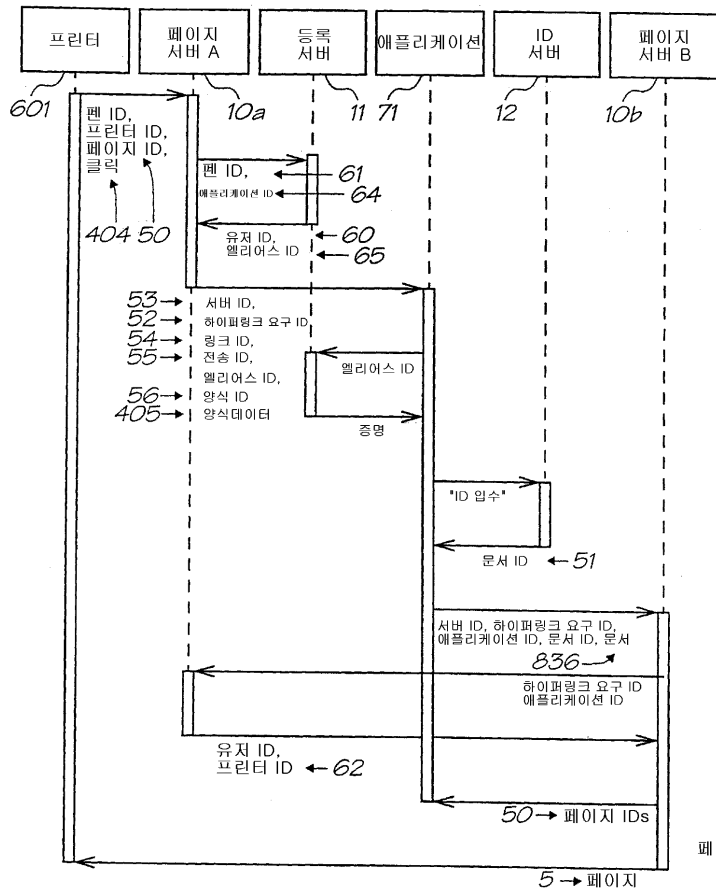 프린터
페이지
서버 A
등록
서버
애플리케이션
ID
서버
페이지
서버 B
601
10a
11
71
12
10b
펜 ID,
프린터 ID,
페이지 ID,
클릭
404
50
펜 ID,
61
애플리케이션 ID
64
유저 ID,
60
엘리어스 ID
65
53 서버 ID,
52 하이퍼링크 요구 ID
54 링크 ID,
55 전송 ID,
엘리어스 ID,
56 양식 ID
405 양식데이터
엘리어스 ID
증명
"ID 입수"
문서 ID
51
서버 ID, 하이퍼링크 요구 ID,
애플리케이션 ID, 문서 ID, 문서
836
하이퍼링크 요구 ID
애플리케이션 ID
유저 ID,
프린터 ID
62
50 페이지 IDs
페
5 페이지